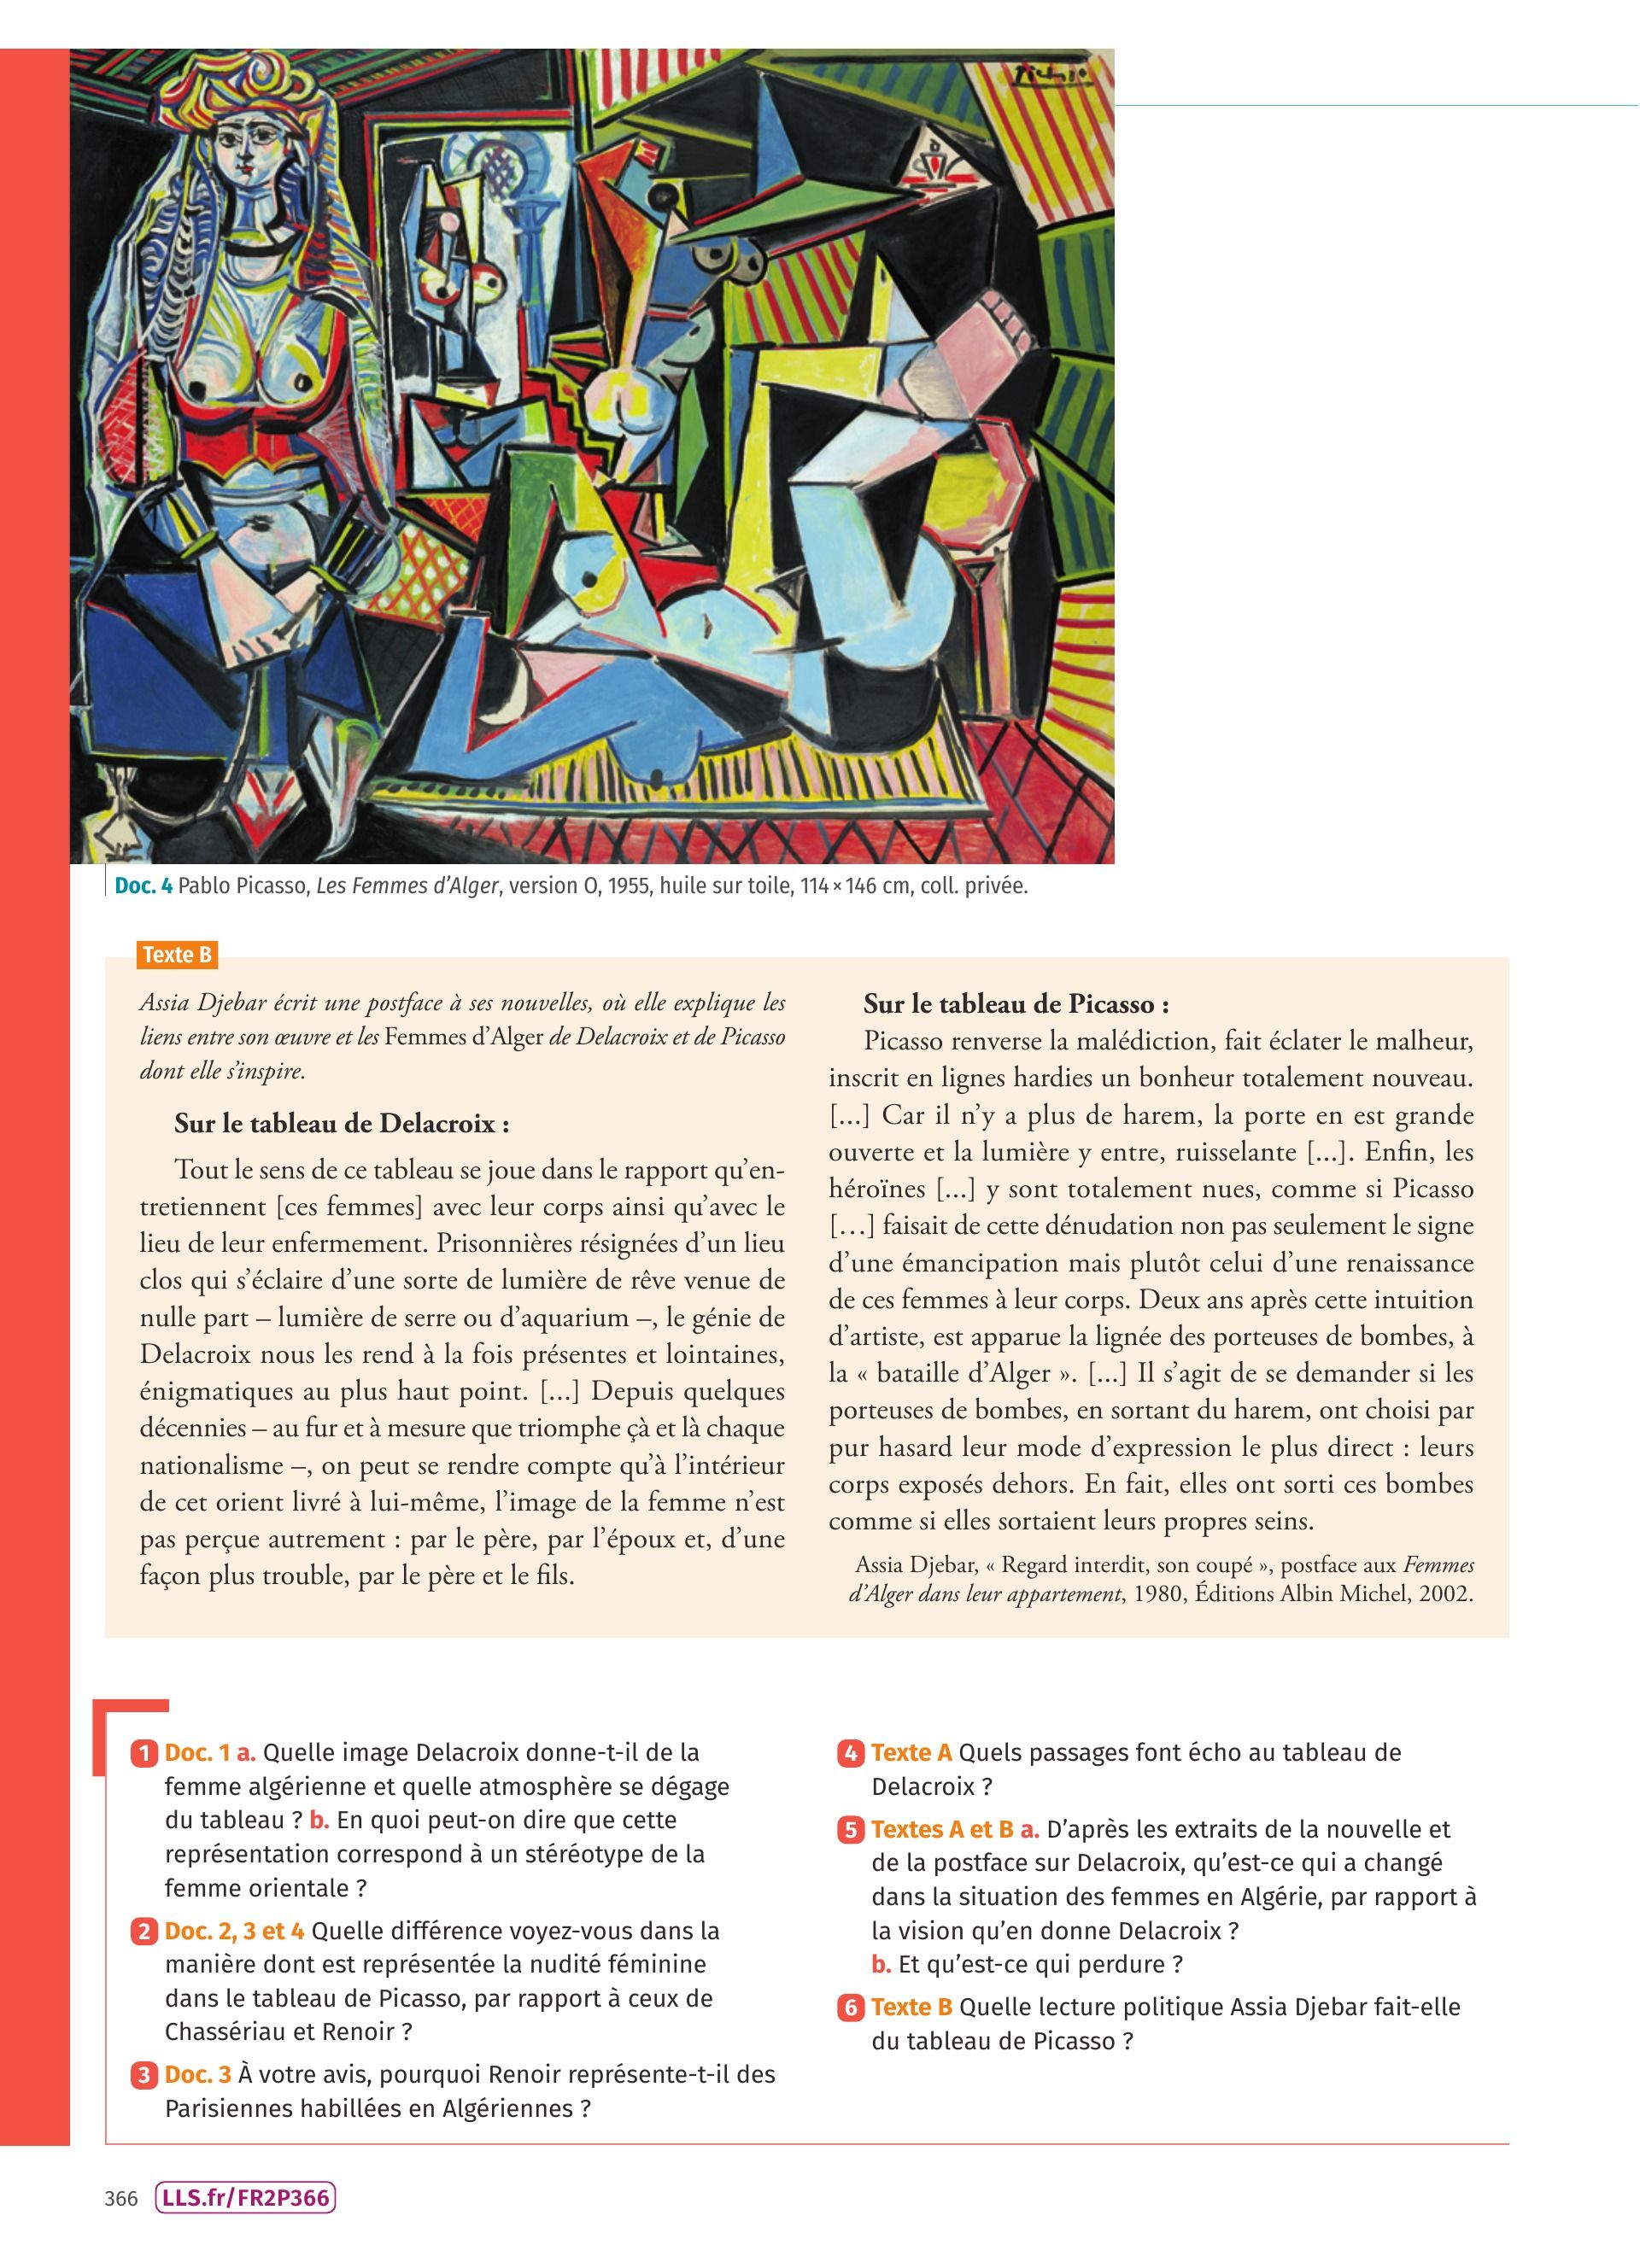 Picasso
Doc. 4 Pablo Picasso, Les Femmes d’Alger, version O, 1955, huile sur toile, 114 × 146 cm, coll. privée.
Texte B
Assia Djebar écrit une postface à ses nouvelles, où elle explique les
liens entre son œuvre et les Femmes d’Alger de Delacroix et de Picasso
dont elle s’inspire.
Sur le tableau de Delacroix :
Tout le sens de ce tableau se joue dans le rapport qu’en-
tretiennent [ces femmes] avec leur corps ainsi qu’avec le
lieu de leur enfermement. Prisonnières résignées d’un lieu
clos qui s’éclaire d’une sorte de lumière de rêve venue de
nulle part – lumière de serre ou d’aquarium –, le génie de
Delacroix nous les rend à la fois présentes et lointaines,
énigmatiques au plus haut point. [...] Depuis quelques
décennies – au fur et à mesure que triomphe çà et là chaque
nationalisme –, on peut se rendre compte qu’à l’intérieur
de cet orient livré à lui-même, l’image de la femme n’est
pas perçue autrement : par le père, par l’époux et, d’une
façon plus trouble, par le père et le fils.
Sur le tableau de Picasso :
Picasso renverse la malédiction, fait éclater le malheur,
inscrit en lignes hardies un bonheur totalement nouveau.
[...] Car il n’y a plus de harem, la porte en est grande
ouverte et la lumière y entre, ruisselante [...]. Enfin, les
héroïnes [...] y sont totalement nues, comme si Picasso
[…] faisait de cette dénudation non pas seulement le signe
d’une émancipation mais plutôt celui d’une renaissance
de ces femmes à leur corps. Deux ans après cette intuition
d’artiste, est apparue la lignée des porteuses de bombes, à
la « bataille d’Alger ». [...] Il s’agit de se demander si les
porteuses de bombes, en sortant du harem, ont choisi par
pur hasard leur mode d’expression le plus direct : leurs
corps exposés dehors. En fait, elles ont sorti ces bombes
comme si elles sortaient leurs propres seins.
Assia Djebar, « Regard interdit, son coupé », postface aux Femmes
d’Alger dans leur appartement, 1980, Éditions Albin Michel, 2002.
1 Doc. 1 a. Quelle image Delacroix donne-t-il de la
femme algérienne et quelle atmosphère se dégage
du tableau ? b. En quoi peut-on dire que cette
représentation correspond à un stéréotype de la
femme orientale ?
2 Doc. 2, 3 et 4 Quelle différence voyez-vous dans la
manière dont est représentée la nudité féminine
dans le tableau de Picasso, par rapport à ceux de
Chassériau et Renoir ?
3 Doc. 3 À votre avis, pourquoi Renoir représente-t-il des
Parisiennes habillées en Algériennes ?
4 Texte A Quels passages font écho au tableau de
Delacroix ?
5 Textes A et B a. D’après les extraits de la nouvelle et
de la postface sur Delacroix, qu’est-ce qui a changé
dans la situation des femmes en Algérie, par rapport à
la vision qu’en donne Delacroix ?
b. Et qu’est-ce qui perdure ?
6 Texte B Quelle lecture politique Assia Djebar fait-elle
du tableau de Picasso ?
366 LLS.fr/FR2P366